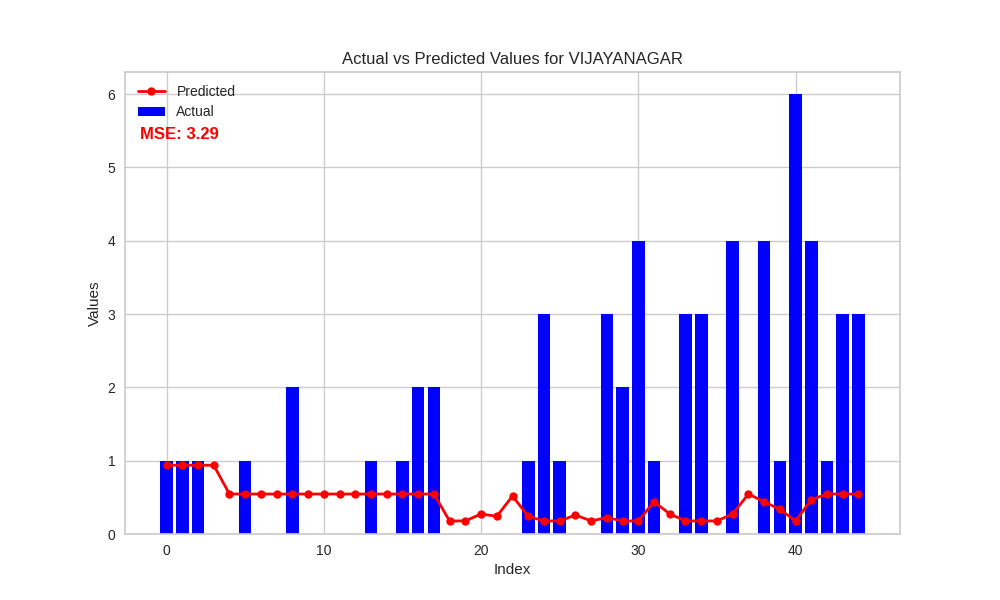 Actual vs Predicted Values for VIJAYANAGAR
Predicted
Actual
MSE: 3.29
Values
6
5
4
3
2
1
0
0 10 20 30 40
Index